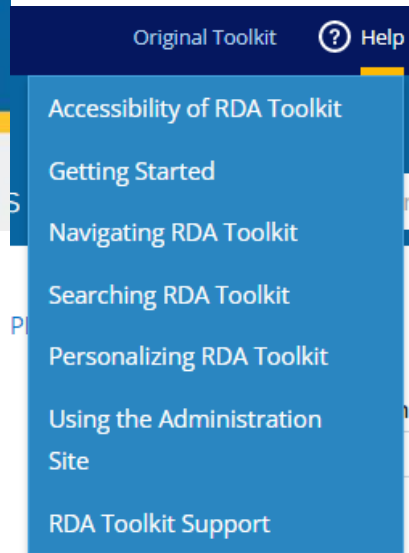 Original Toolkit
Help
Accessibility of RDA Toolkit
Getting Started
Navigating RDA Toolkit
Searching RDA Toolkit
Personalizing RDA Toolkit
Using the Administration
Site
RDA Toolkit Support